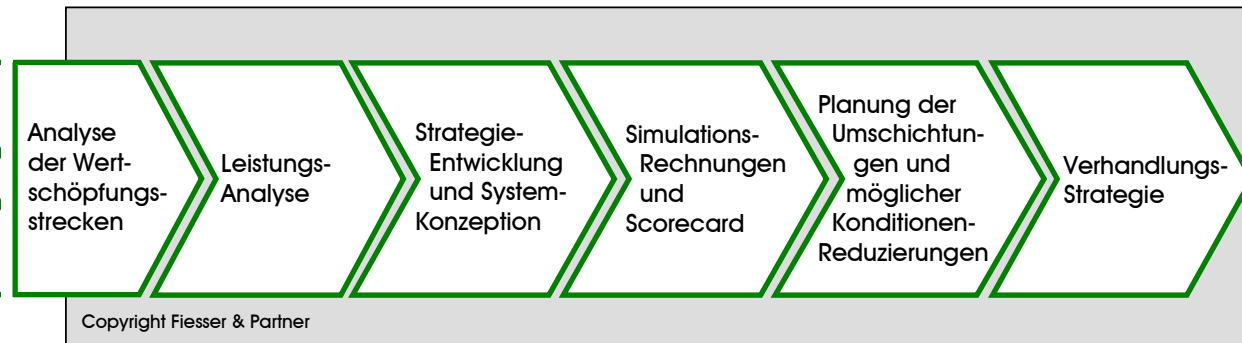 Analyse
der Wert-
schöpfungs-
strecken
Leistungs-
Analyse
Strategie-
Entwicklung
und System-
Konzeption
Simulations-
Rechnungen
und
Scorecard
Planung der
Umschichtun-
gen und
möglicher
Konditionen-
Reduzierungen
Verhandlungs-
Strategie
Copyright Fiesser & Partner